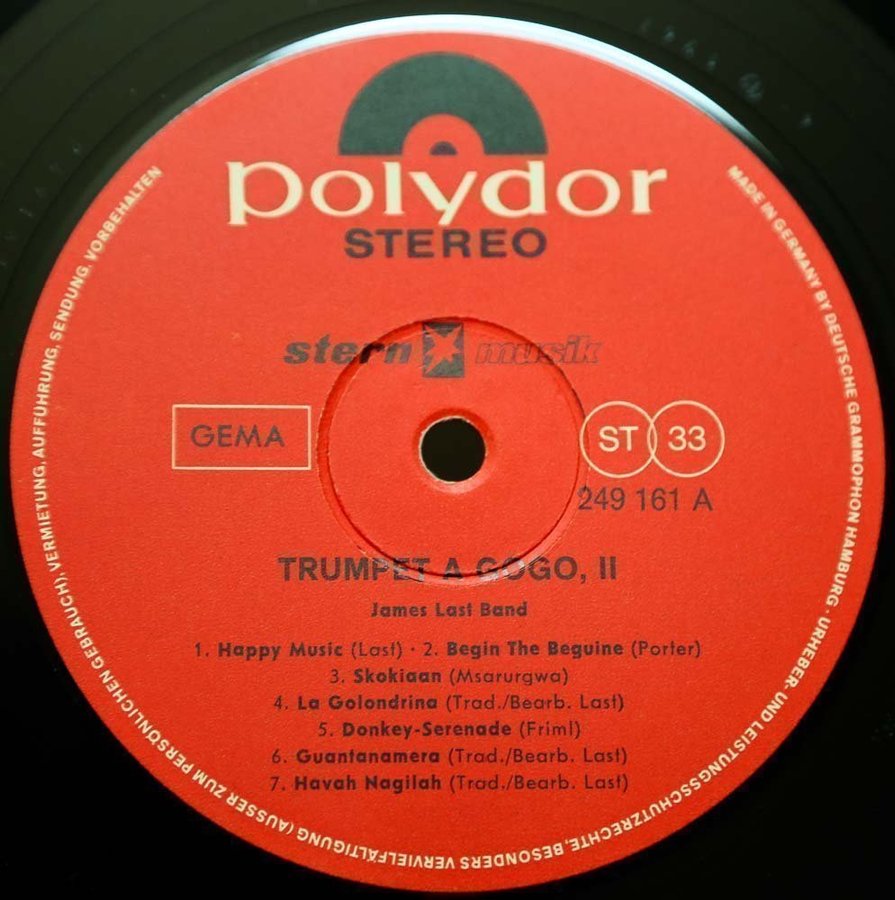 polydor
STEREO
stern musik
GEMA
ST 33
249 161 A
TRUMPET A GOGO, II
James Last Band
1. Happy Music (Last) · 2. Begin The Beguine (Porter)
3. Skokiaan (Msarurgwa)
4. La Golondrina (Trad./Bearb. Last)
5. Donkey-Serenade (Friml)
6. Guantanamera (Trad./Bearb. Last)
7. Havah Nagilah (Trad./Bearb. Last)
MADE IN GERMANY BY DEUTSCHE GRAMMOPHON HAMBURG · URHEBER- UND LEISTUNGSSCHUTZRECHTE, BESONDERS VERVIELFÄLTIGUNG (AUSSER ZUM PERSÖNLICHEN GEBRAUCH), VERMIETUNG, AUFFÜHRUNG, SENDUNG, VORBEHALTEN